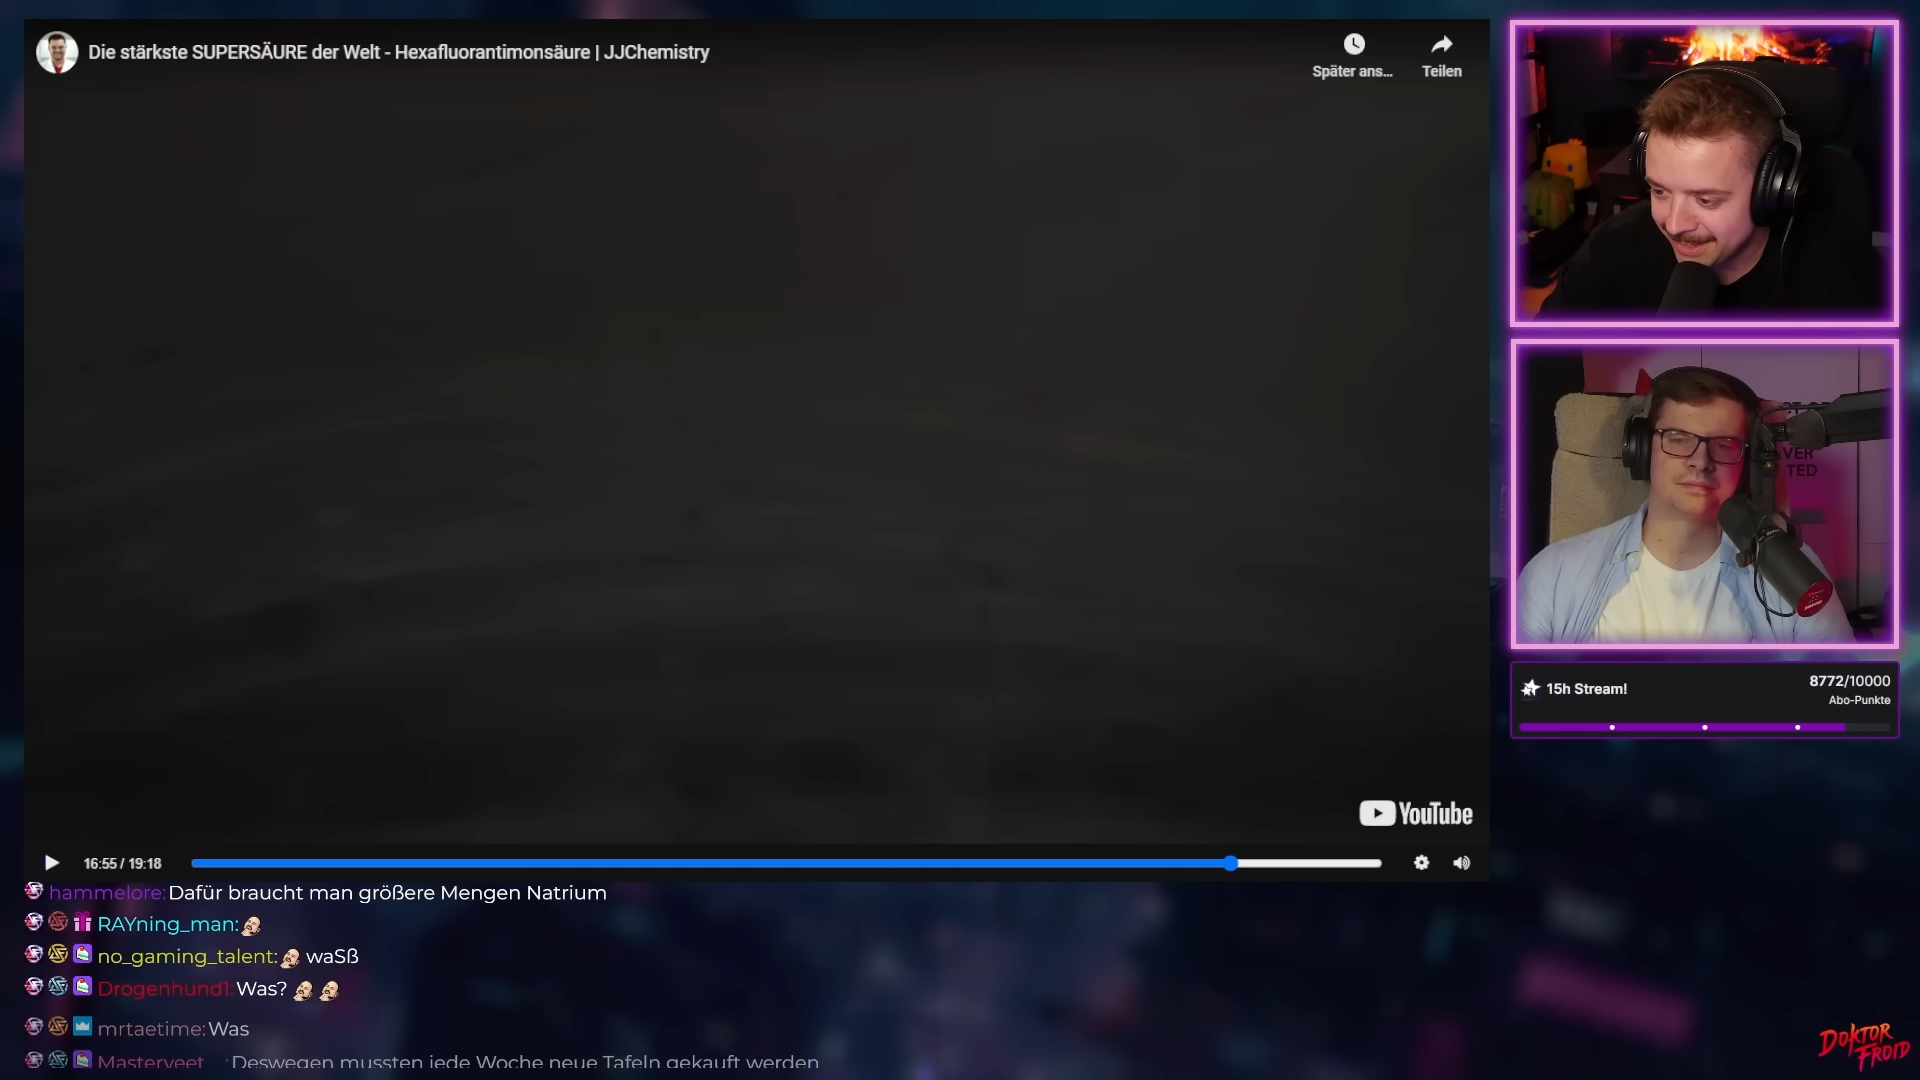 Die stärkste SUPERSÄURE der Welt - Hexafluorantimonsäure | JJChemistry
Später ans...
Teilen
VER
TED
15h Stream!
8772/10000
Abo-Punkte
YouTube
16:55 / 19:18
hammelore: Dafür braucht man größere Mengen Natrium
RAYning_man:
no_gaming_talent: waSß
Drogenhund1: Was?
mrtaetime: Was
Masterveet : Deswegen mussten jede Woche neue Tafeln gekauft werden
DOKTOR
FROID